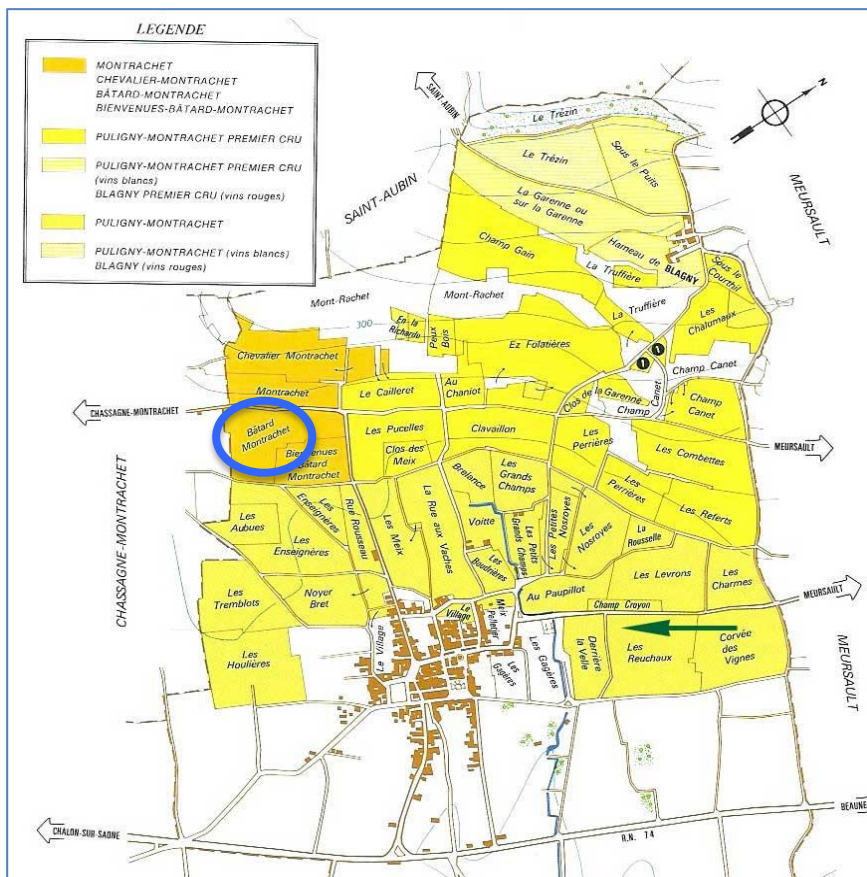 LEGENDE
MONTRACHET
CHEVALIER-MONTRACHET
BÂTARD-MONTRACHET
BIENVENUES-BÂTARD-MONTRACHET
PULIGNY-MONTRACHET PREMIER CRU
PULIGNY-MONTRACHET PREMIER CRU
(vins blancs)
BLAGNY PREMIER CRU (vins rouges)
PULIGNY-MONTRACHET
PULIGNY-MONTRACHET (vins blancs)
BLAGNY (vins rouges)
N
SAINT-AUBIN
Le Trézin
Le Trézin
Sous le Puits
SAINT-AUBIN
MEURSAULT
La Garenne ou
sur la Garenne
Champ Gain
Hameau de BLAGNY
La Truffière
Sous le
Courthil
Mont-Rachet
Mont-Rachet
La Truffière
Les
Chalumaux
300
En la
Richarde
Peux
Bois
Ez Folatières
1
1
Chevalier Montrachet
Champ Canet
Montrachet
Le Cailleret
Au
Chaniot
Clos de la Garenne
Champ
Canet
Champ
Canet
CHASSAGNE-MONTRACHET
Bâtard
Montrachet
Les Pucelles
Clavaillon
Les
Perrières
MEURSAULT
Bienvenues
Bâtard
Montrachet
Clos des
Meix
Les Combettes
Brelance
Les
Grands
Champs
Les
Perrières
Les Referts
CHASSAGNE-MONTRACHET
Les
Aubues
Les
Enseignères
Rue Rousseau
Les Meix
La Rue aux Vaches
Voitte
Les Petits
Grands Champs
Les Petites
Nosroyes
Les
Nosroyes
La
Rousselle
Les
Enseignères
Les
Boudrières
Les
Tremblots
Noyer
Bret
Le
Village
Meix
Pelletier
Au Paupillot
Les Levrons
Les
Charmes
MEURSAULT
Champ Croyon
Les
Houlières
Le Village
Les
Gagères
Les Gagères
Derrière
la Velle
Les
Reuchaux
Corvée
des
Vignes
MEURSAULT
BEAUNE
CHALON-SUR-SAONE
R.N. 74